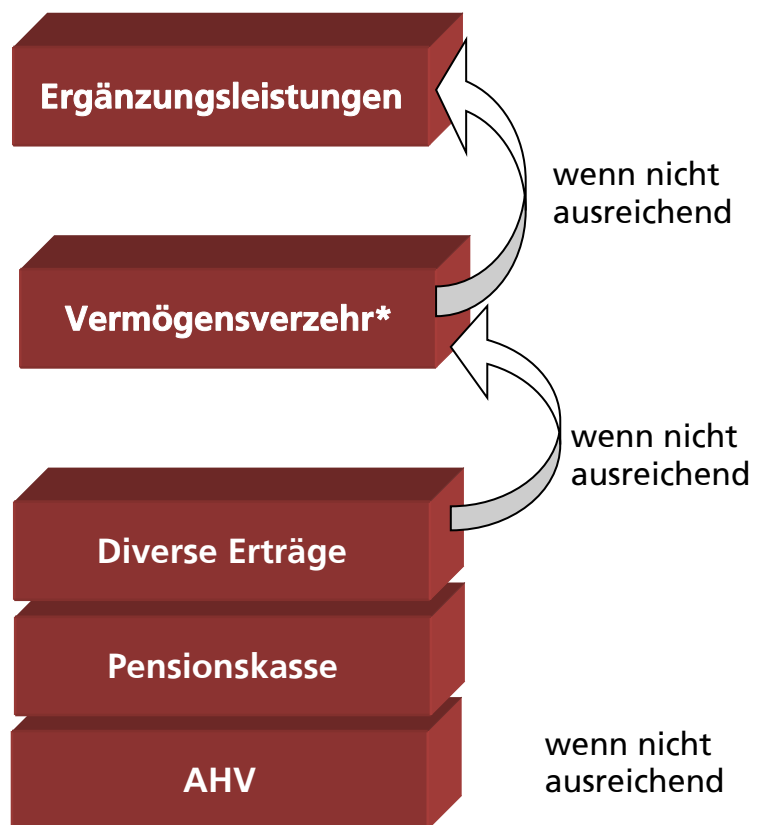 Ergänzungsleistungen
wenn nicht
ausreichend
Vermögensverzehr*
wenn nicht
ausreichend
Diverse Erträge
Pensionskasse
AHV
wenn nicht
ausreichend